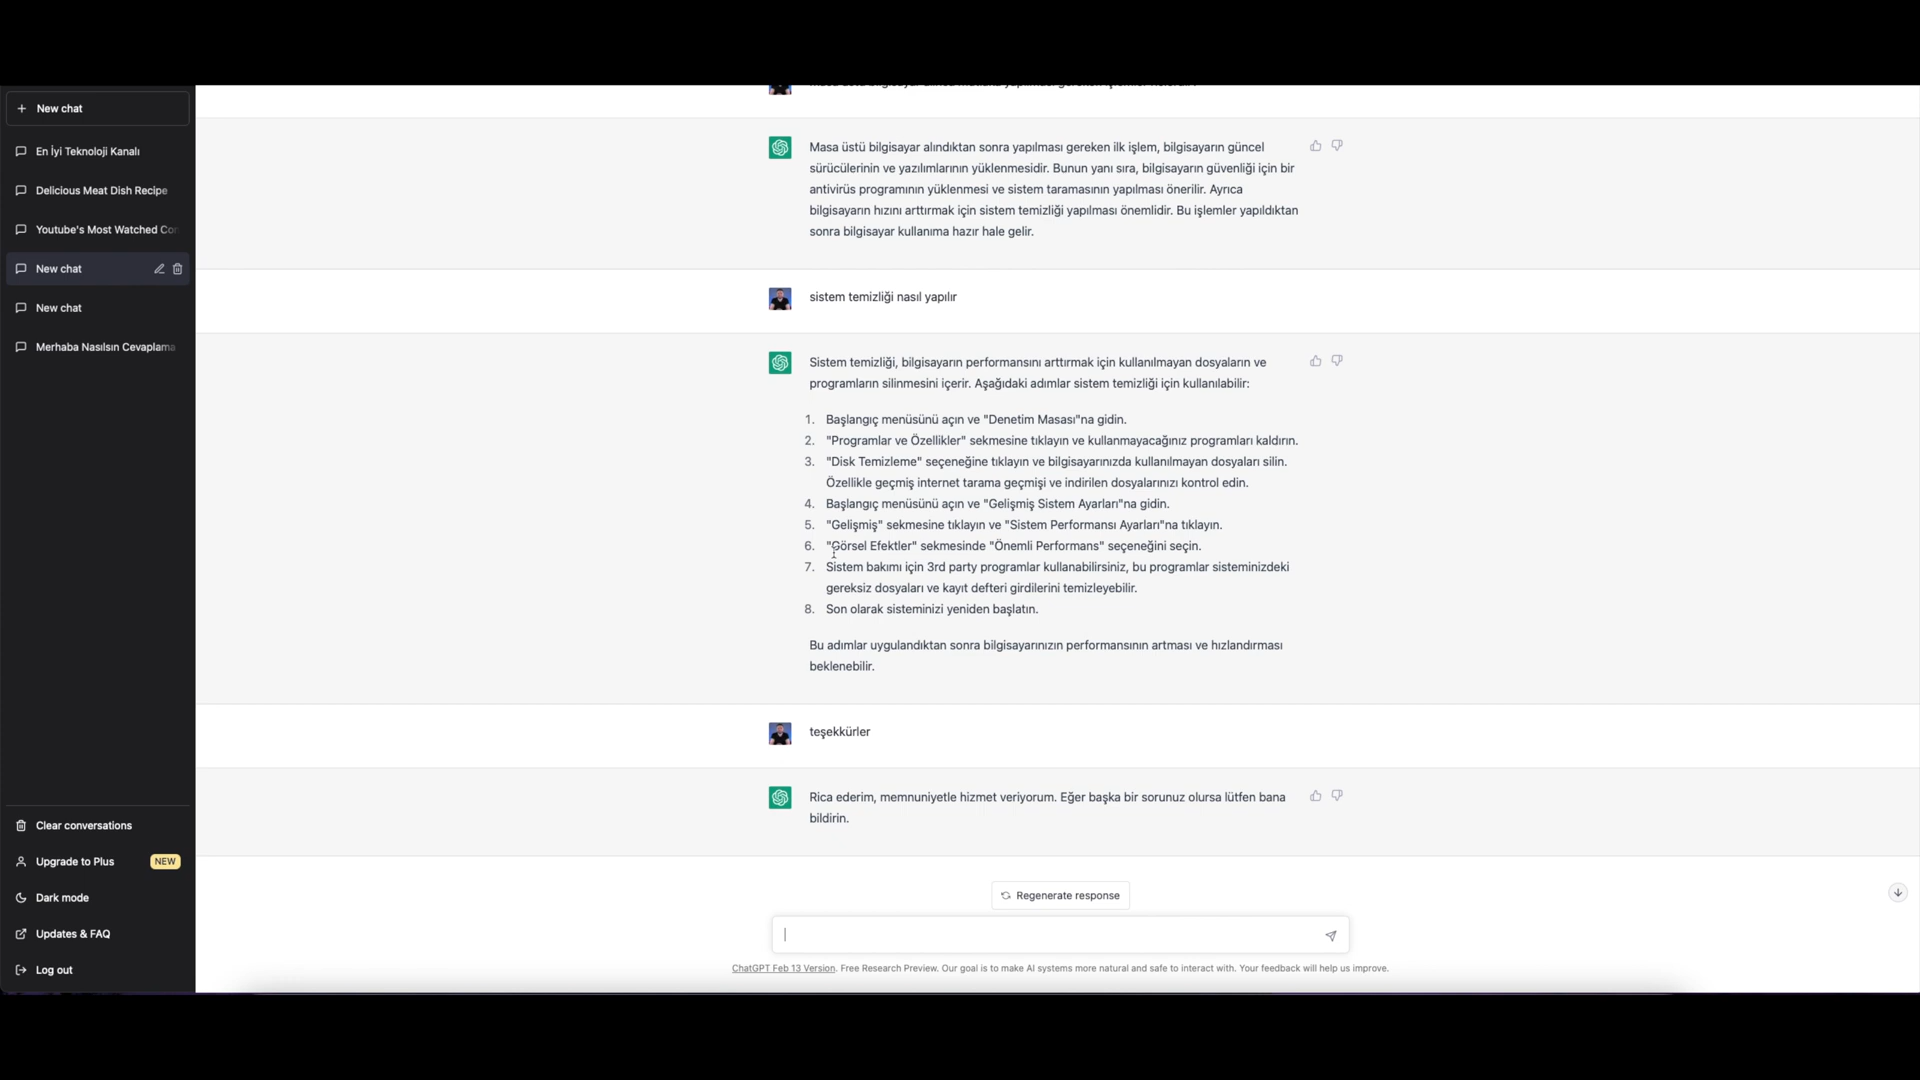 New chat
En İyi Teknoloji Kanalı
Delicious Meat Dish Recipe
Youtube's Most Watched Con
New chat
New chat
Merhaba Nasılsın Cevaplama
Clear conversations
Upgrade to Plus NEW
Dark mode
Updates & FAQ
Log out
Masa üstü bilgisayar alındıktan sonra yapılması gereken ilk işlem, bilgisayarın güncel
sürücülerinin ve yazılımlarının yüklenmesidir. Bunun yanı sıra, bilgisayarın güvenliği için bir
antivirüs programının yüklenmesi ve sistem taramasının yapılması önerilir. Ayrıca
bilgisayarın hızını arttırmak için sistem temizliği yapılması önemlidir. Bu işlemler yapıldıktan
sonra bilgisayar kullanıma hazır hale gelir.
sistem temizliği nasıl yapılır
Sistem temizliği, bilgisayarın performansını arttırmak için kullanılmayan dosyaların ve
programların silinmesini içerir. Aşağıdaki adımlar sistem temizliği için kullanılabilir:
1. Başlangıç menüsünü açın ve "Denetim Masası"na gidin.
2. "Programlar ve Özellikler" sekmesine tıklayın ve kullanmayacağınız programları kaldırın.
3. "Disk Temizleme" seçeneğine tıklayın ve bilgisayarınızda kullanılmayan dosyaları silin.
Özellikle geçmiş internet tarama geçmişi ve indirilen dosyalarınızı kontrol edin.
4. Başlangıç menüsünü açın ve "Gelişmiş Sistem Ayarları"na gidin.
5. "Gelişmiş" sekmesine tıklayın ve "Sistem Performansı Ayarları"na tıklayın.
6. "Görsel Efektler" sekmesinde "Önemli Performans" seçeneğini seçin.
7. Sistem bakımı için 3rd party programlar kullanabilirsiniz, bu programlar sisteminizdeki
gereksiz dosyaları ve kayıt defteri girdilerini temizleyebilir.
8. Son olarak sisteminizi yeniden başlatın.
Bu adımlar uygulandıktan sonra bilgisayarınızın performansının artması ve hızlandırması
beklenebilir.
teşekkürler
Rica ederim, memnuniyetle hizmet veriyorum. Eğer başka bir sorunuz olursa lütfen bana
bildirin.
Regenerate response
ChatGPT Feb 13 Version. Free Research Preview. Our goal is to make AI systems more natural and safe to interact with. Your feedback will help us improve.